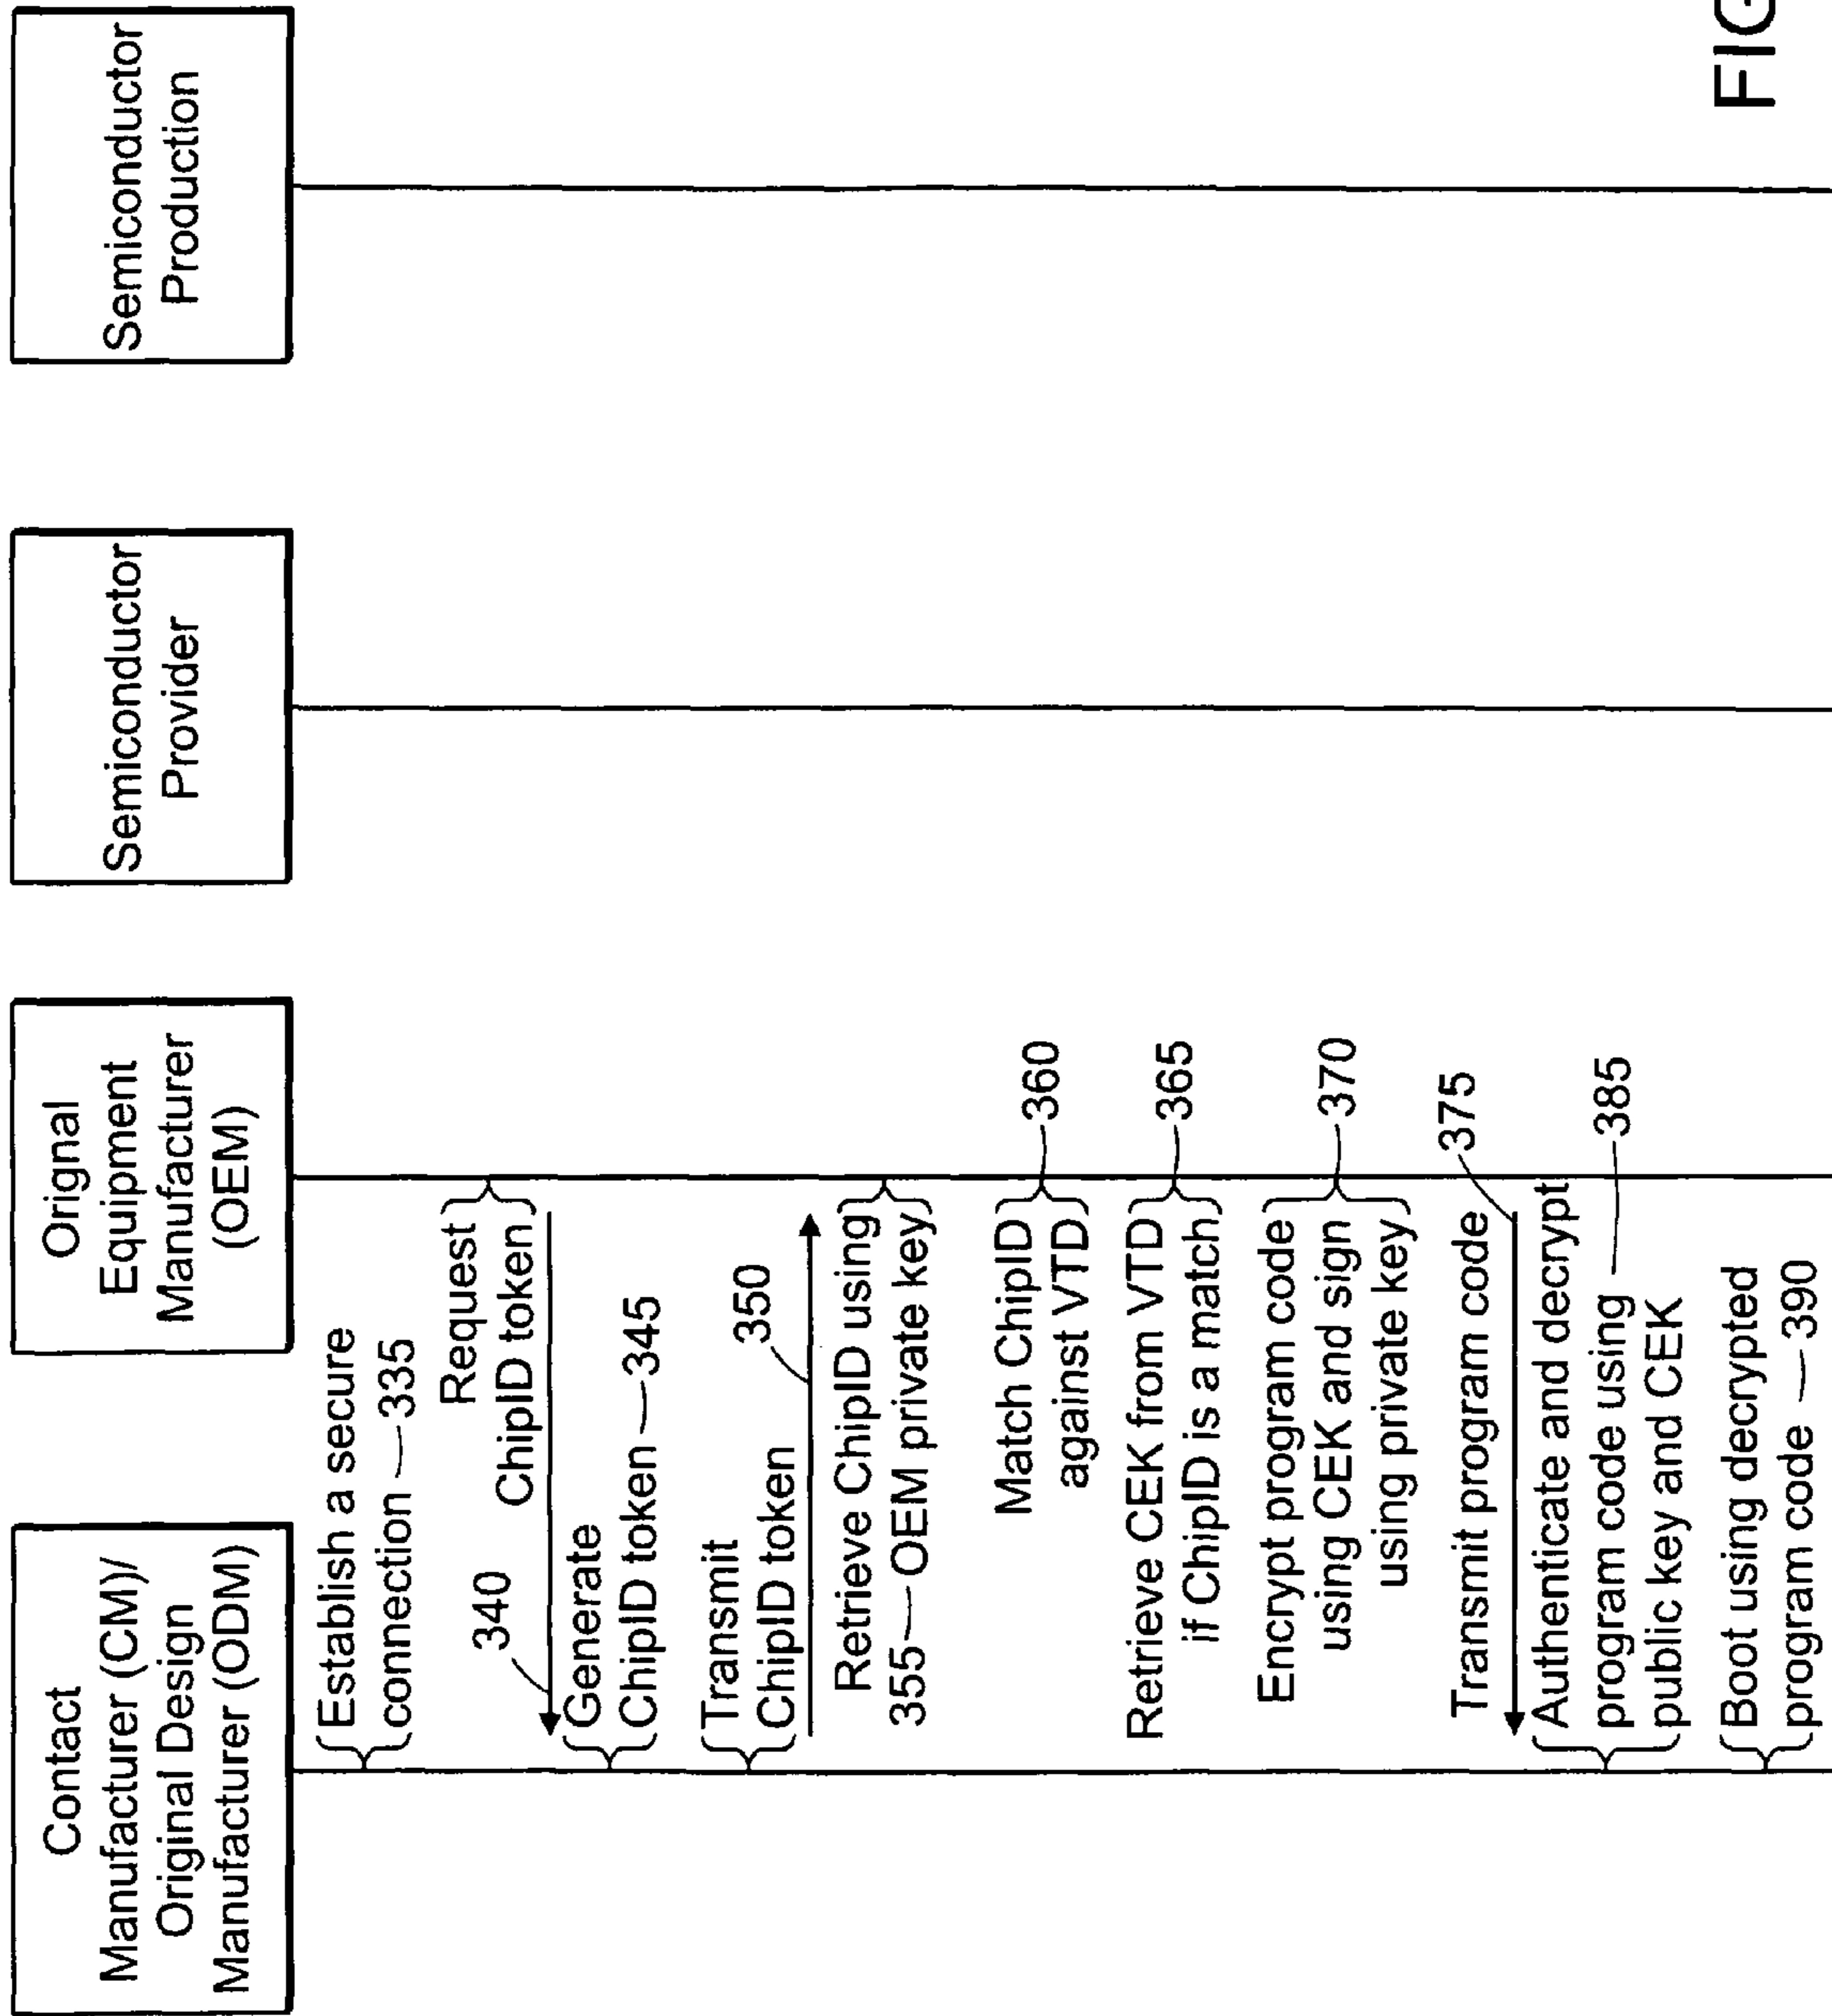 Contact
Manufacturer (CM)/
Original Design
Manufacturer (ODM)
Orignal
Equipment
Manufacturer
(OEM)
Semiconductor
Provider
Semiconductor
Production
Establish a secure
connection 335
Request
ChipID token
340
Generate
ChipID token 345
Transmit
ChipID token
350
Retrieve ChipID using
355 OEM private key
Match ChipID
against VTD
360
Retrieve CEK from VTD
if ChipID is a match
365
Encrypt program code
using CEK and sign
using private key
370
Transmit program code
375
Authenticate and decrypt
program code using
public key and CEK
385
Boot using decrypted
program code 390
FIG